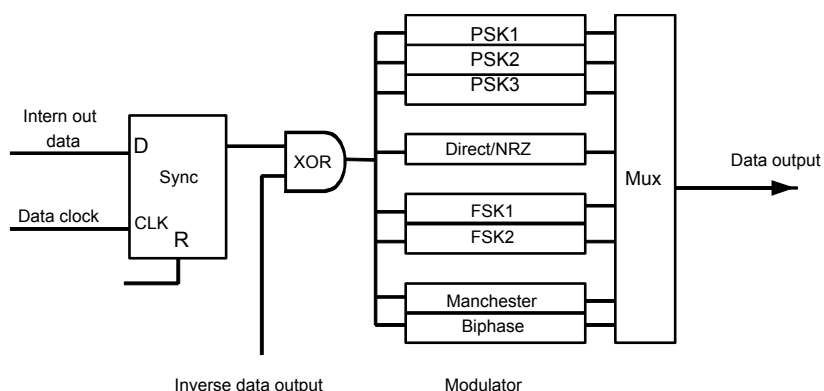 Intern out
data
Data clock
D
Sync
CLK
R
XOR
PSK1
PSK2
PSK3
Direct/NRZ
FSK1
FSK2
Manchester
Biphase
Mux
Data output
Inverse data output
Modulator